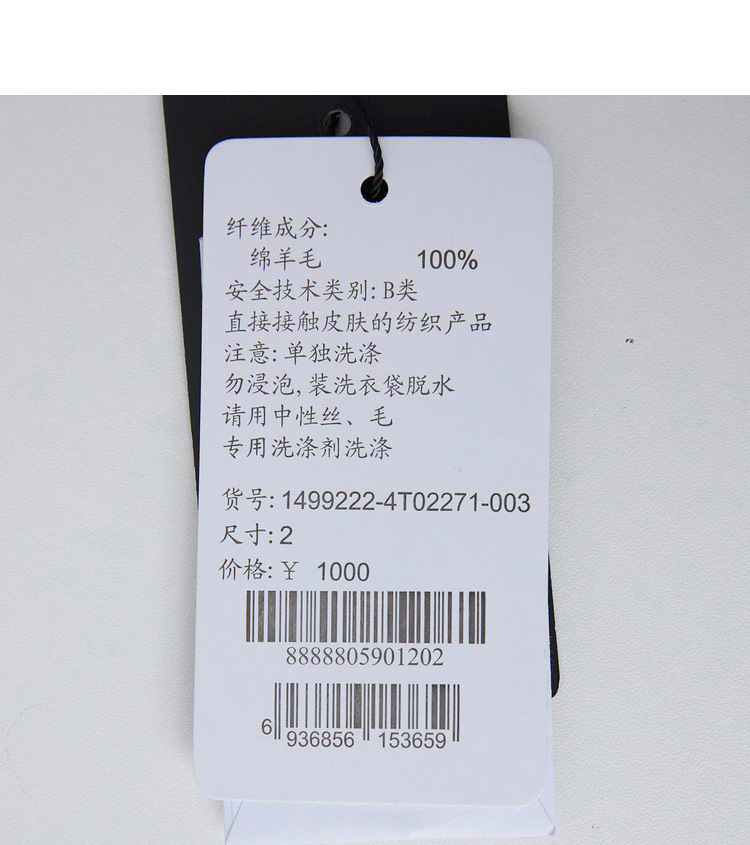 纤维成分:
绵羊毛 100%
安全技术类别: B类
直接接触皮肤的纺织产品
注意: 单独洗涤
勿浸泡, 装洗衣袋脱水
请用中性丝、毛
专用洗涤剂洗涤
货号: 1499222-4T02271-003
尺寸: 2
价格: ¥ 1000
8888805901202
6 936856 153659